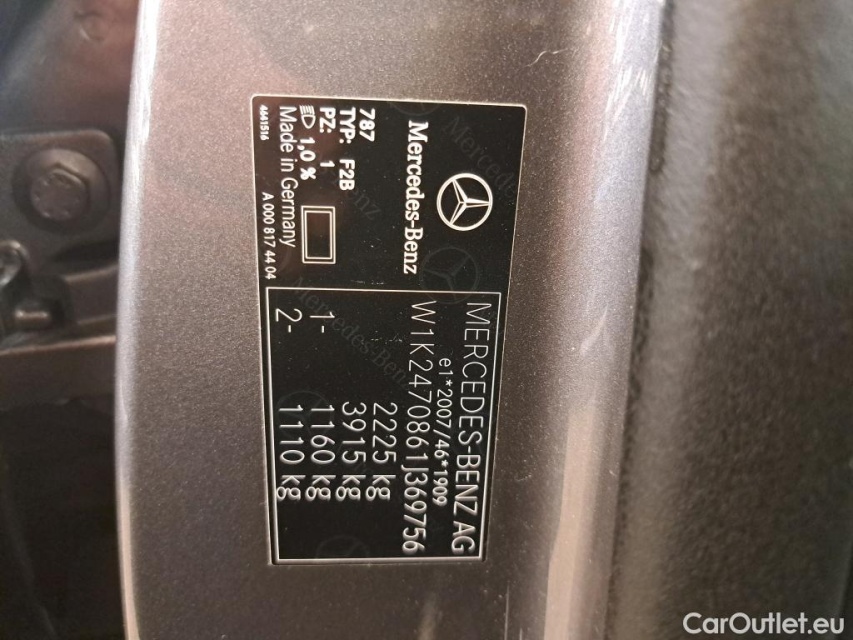 Mercedes-Benz
787
TYP: F2B
PZ: 1
1,0 %
Made in Germany
4641516
A 000 817 44 04
MERCEDES-BENZ AG
e1*2007/46*1909
W1K2470861J369756
2225 kg
3915 kg
1- 1160 kg
2- 1110 kg
CarOutlet.eu